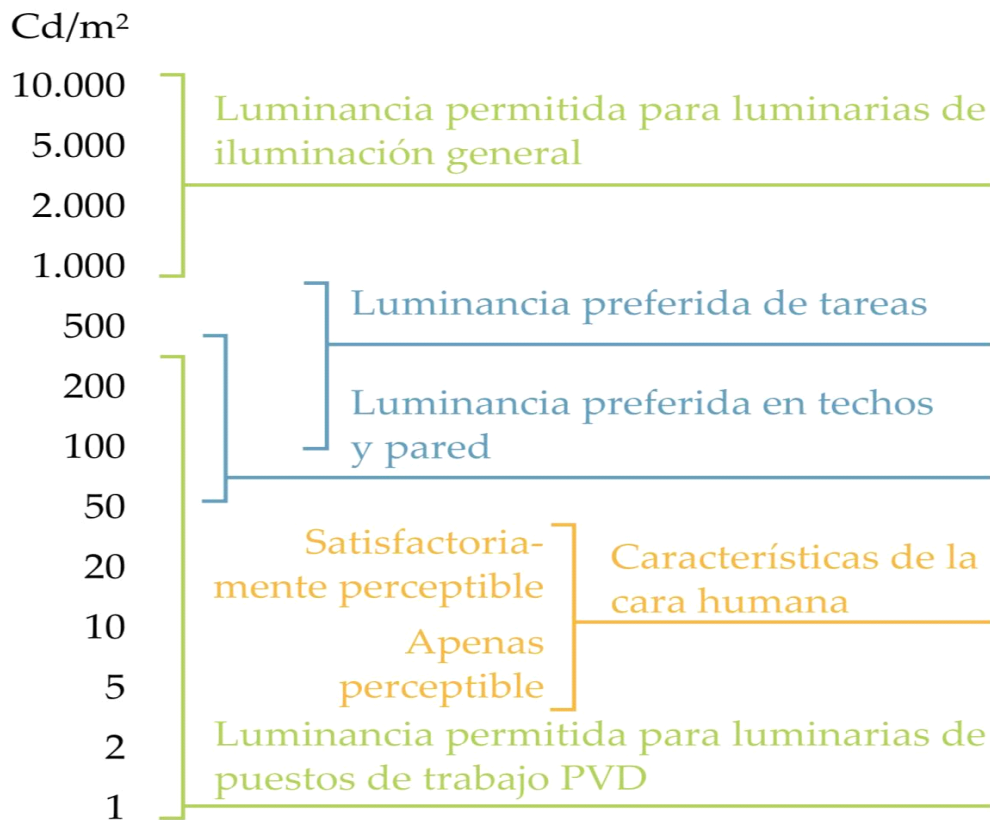 Cd/m²
10.000
5.000
2.000
1.000
500
200
100
50
20
10
5
2
1
Luminancia permitida para luminarias de
iluminación general
Luminancia preferida de tareas
Luminancia preferida en techos
y pared
Satisfactoria-
mente perceptible
Apenas
perceptible
Características de la
cara humana
Luminancia permitida para luminarias de
puestos de trabajo PVD